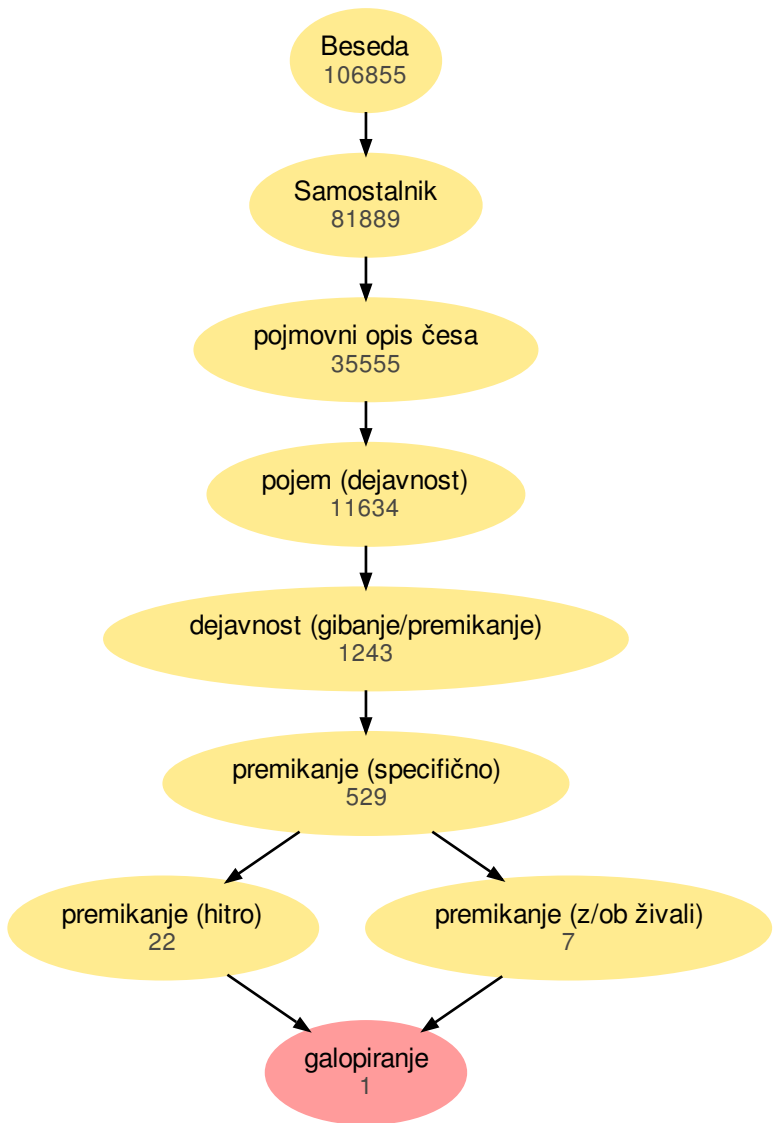 Beseda
106855
Samostalnik
81889
pojmovni opis česa
35555
pojem (dejavnost)
11634
dejavnost (gibanje/premikanje)
1243
premikanje (specifično)
529
premikanje (hitro)
22
premikanje (z/ob živali)
7
galopiranje
1